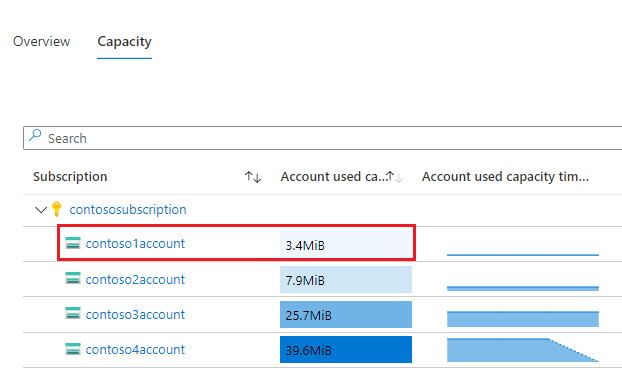 Overview Capacity
Search
Subscription Account used ca... Account used capacity tim...
contososubscription
contoso1account 3.4MiB
contoso2account 7.9MiB
contoso3account 25.7MiB
contoso4account 39.6MiB